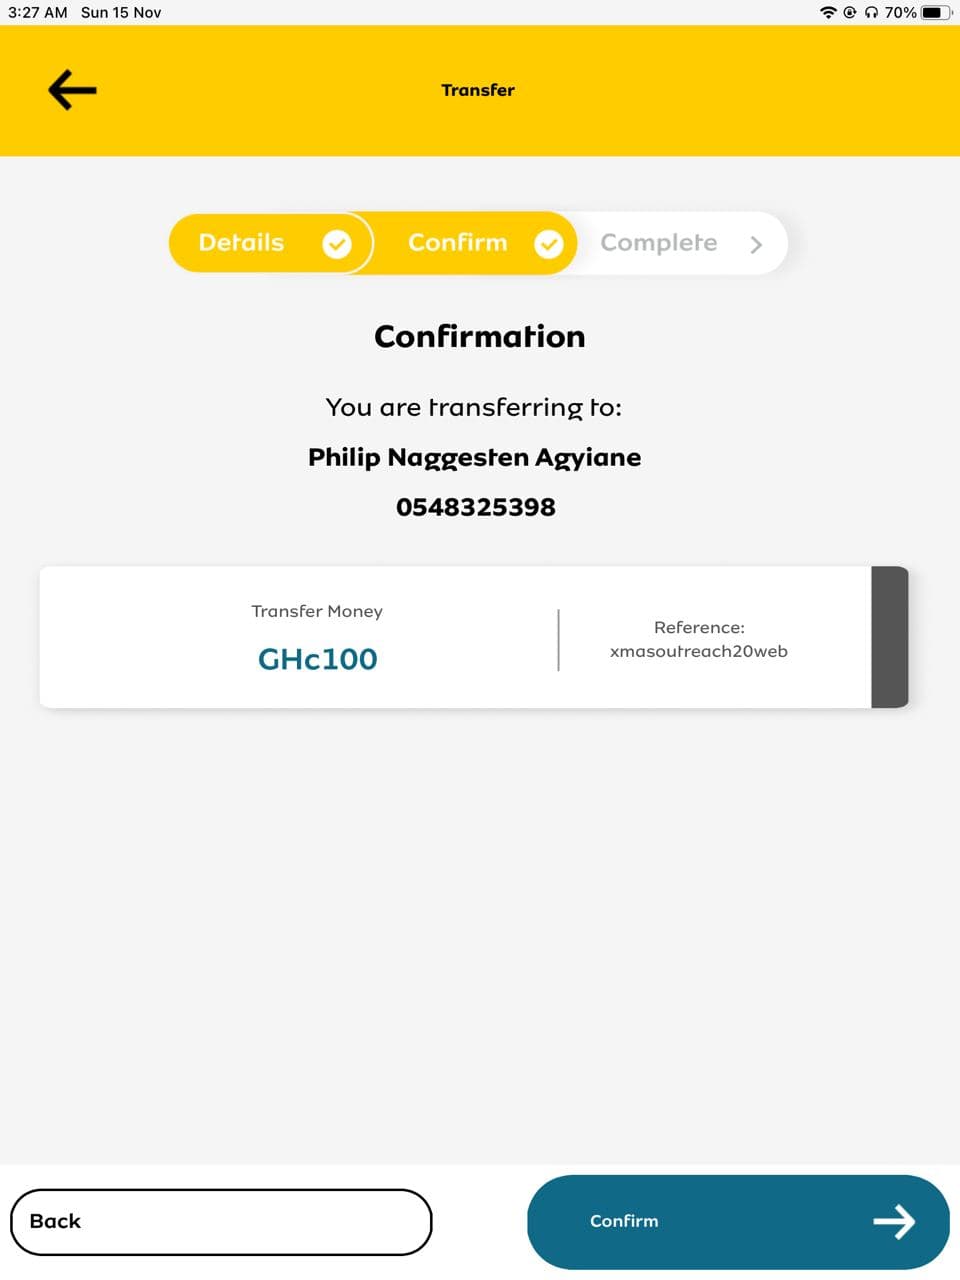 3:27 AM Sun 15 Nov
70%
Transfer
Details
Confirm
Complete
Confirmation
You are transferring to:
Philip Naggesten Agyiane
0548325398
Transfer Money
GHc100
Reference:
xmasoutreach20web
Back
Confirm